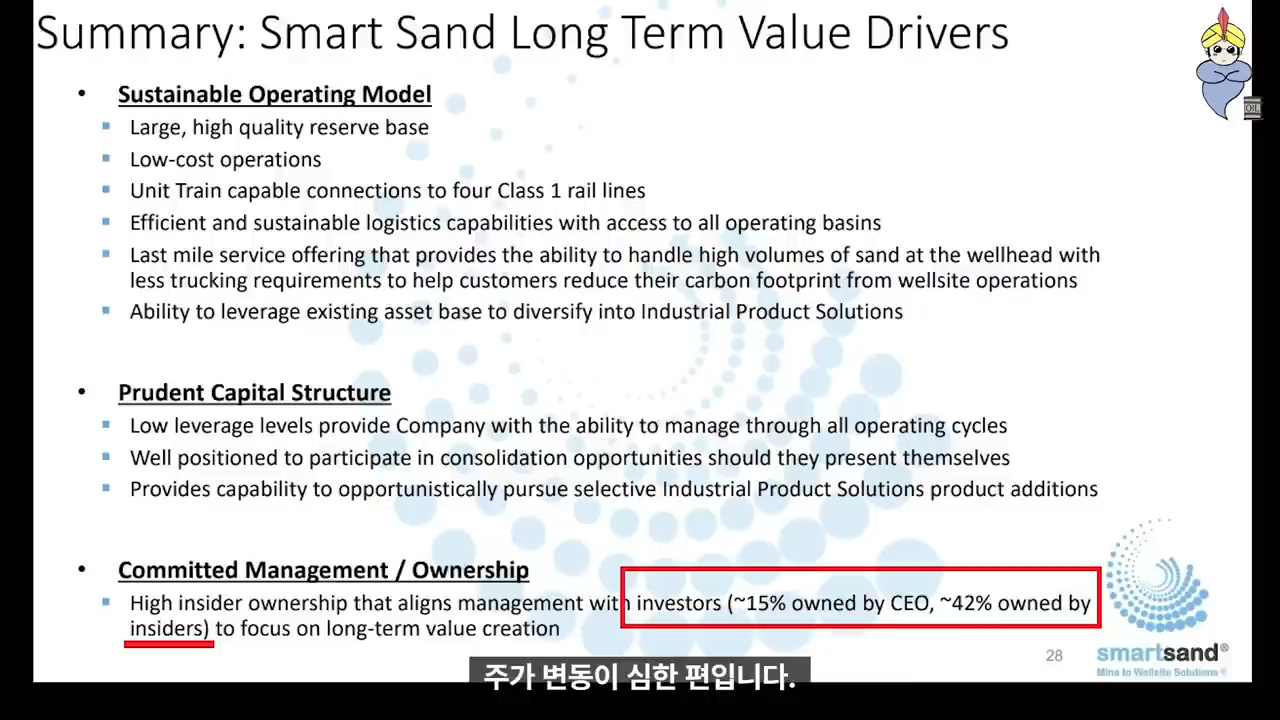 Summary: Smart Sand Long Term Value Drivers
OIL
• Sustainable Operating Model
Large, high quality reserve base
Low-cost operations
Unit Train capable connections to four Class 1 rail lines
Efficient and sustainable logistics capabilities with access to all operating basins
Last mile service offering that provides the ability to handle high volumes of sand at the wellhead with
less trucking requirements to help customers reduce their carbon footprint from wellsite operations
Ability to leverage existing asset base to diversify into Industrial Product Solutions
• Prudent Capital Structure
Low leverage levels provide Company with the ability to manage through all operating cycles
Well positioned to participate in consolidation opportunities should they present themselves
Provides capability to opportunistically pursue selective Industrial Product Solutions product additions
• Committed Management / Ownership
High insider ownership that aligns management with investors (~15% owned by CEO, ~42% owned by
insiders) to focus on long-term value creation
28
smartsand®
Mine to Wellsite Solutions ®
주가 변동이 심한 편입니다.